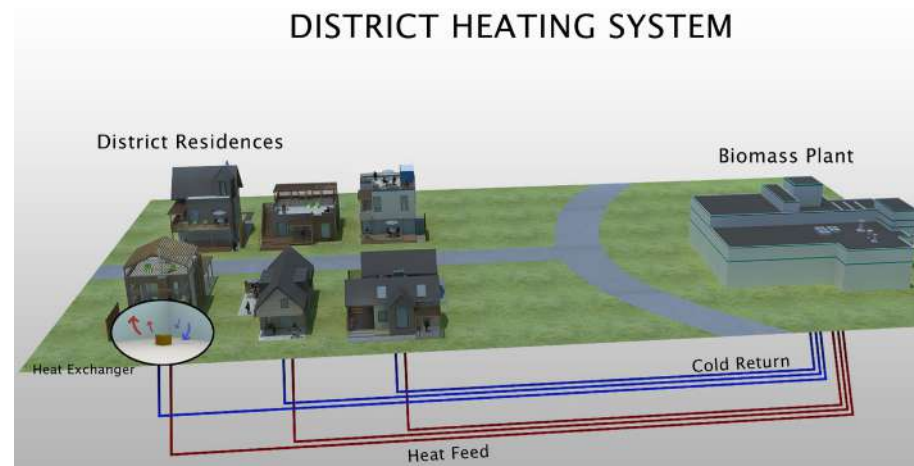 DISTRICT HEATING SYSTEM
District Residences
Biomass Plant
Heat Exchanger
Cold Return
Heat Feed